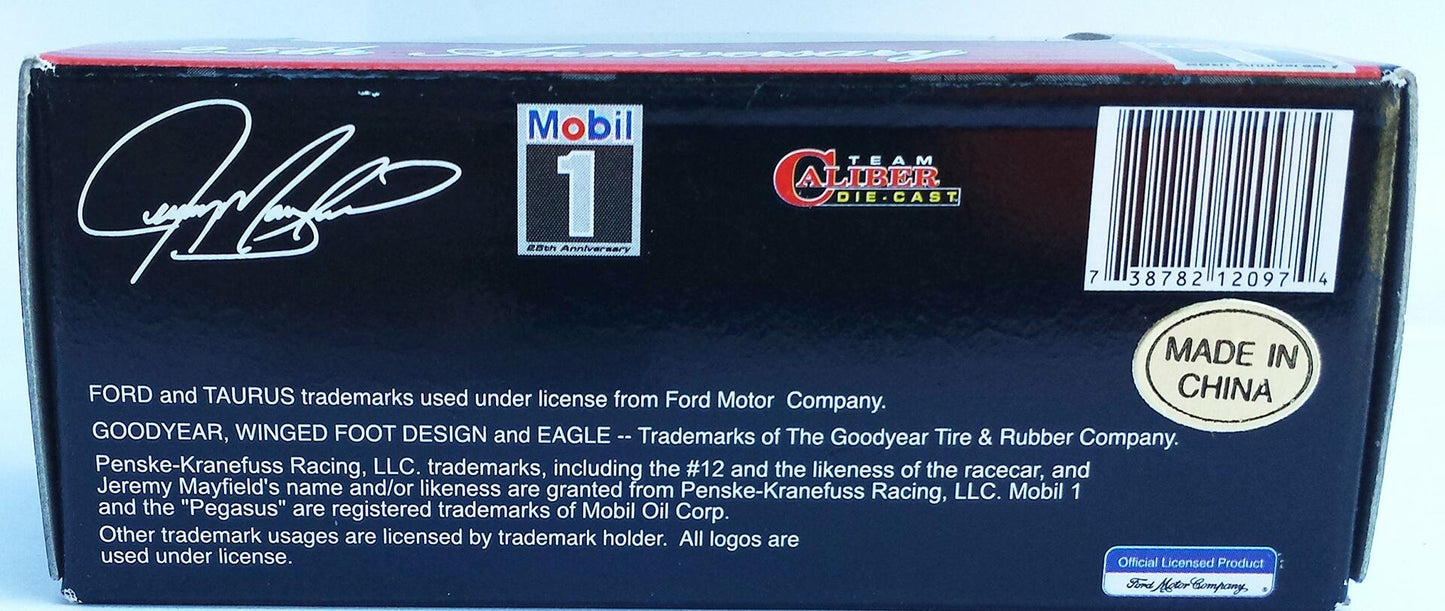 25th Anniversary
Jeremy Mayfield
Mobil
1
25th Anniversary
TEAM
CALIBER
DIE-CAST
7 38782 12097 4
MADE IN
CHINA
FORD and TAURUS trademarks used under license from Ford Motor Company.
GOODYEAR, WINGED FOOT DESIGN and EAGLE -- Trademarks of The Goodyear Tire & Rubber Company.
Penske-Kranefuss Racing, LLC. trademarks, including the #12 and the likeness of the racecar, and
Jeremy Mayfield's name and/or likeness are granted from Penske-Kranefuss Racing, LLC. Mobil 1
and the "Pegasus" are registered trademarks of Mobil Oil Corp.
Other trademark usages are licensed by trademark holder. All logos are
used under license.
Official Licensed Product
Ford Motor Company